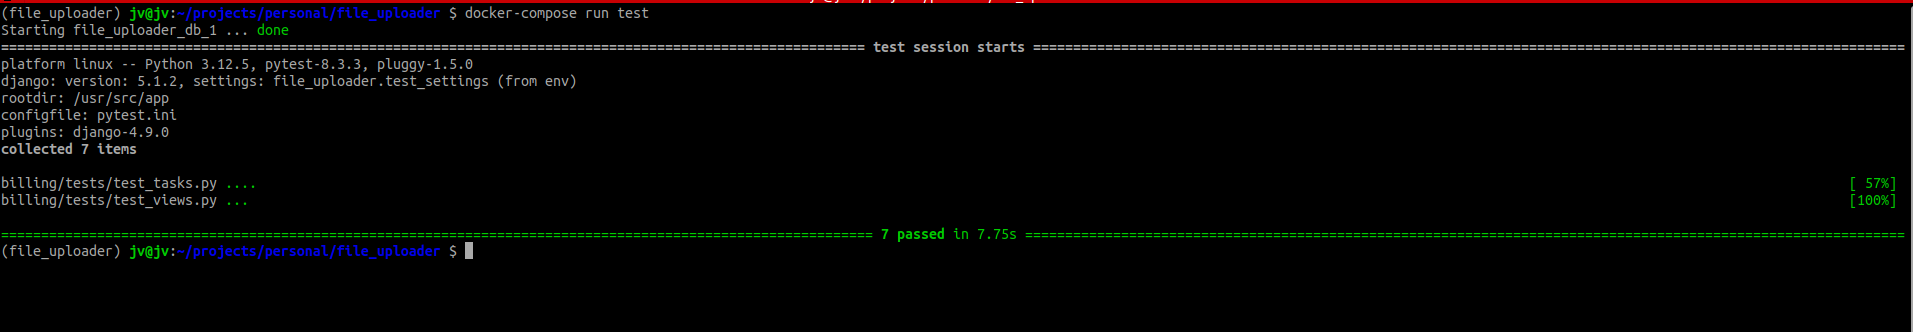 (file_uploader) jv@jv:~/projects/personal/file_uploader $ docker-compose run test
Starting file_uploader_db_1 ... done
============================================================================================================ test session starts =============================================================================================================
platform linux -- Python 3.12.5, pytest-8.3.3, pluggy-1.5.0
django: version: 5.1.2, settings: file_uploader.test_settings (from env)
rootdir: /usr/src/app
configfile: pytest.ini
plugins: django-4.9.0
collected 7 items
billing/tests/test_tasks.py .... [ 57%]
billing/tests/test_views.py ... [100%]
============================================================================================================= 7 passed in 7.75s ==============================================================================================================
(file_uploader) jv@jv:~/projects/personal/file_uploader $